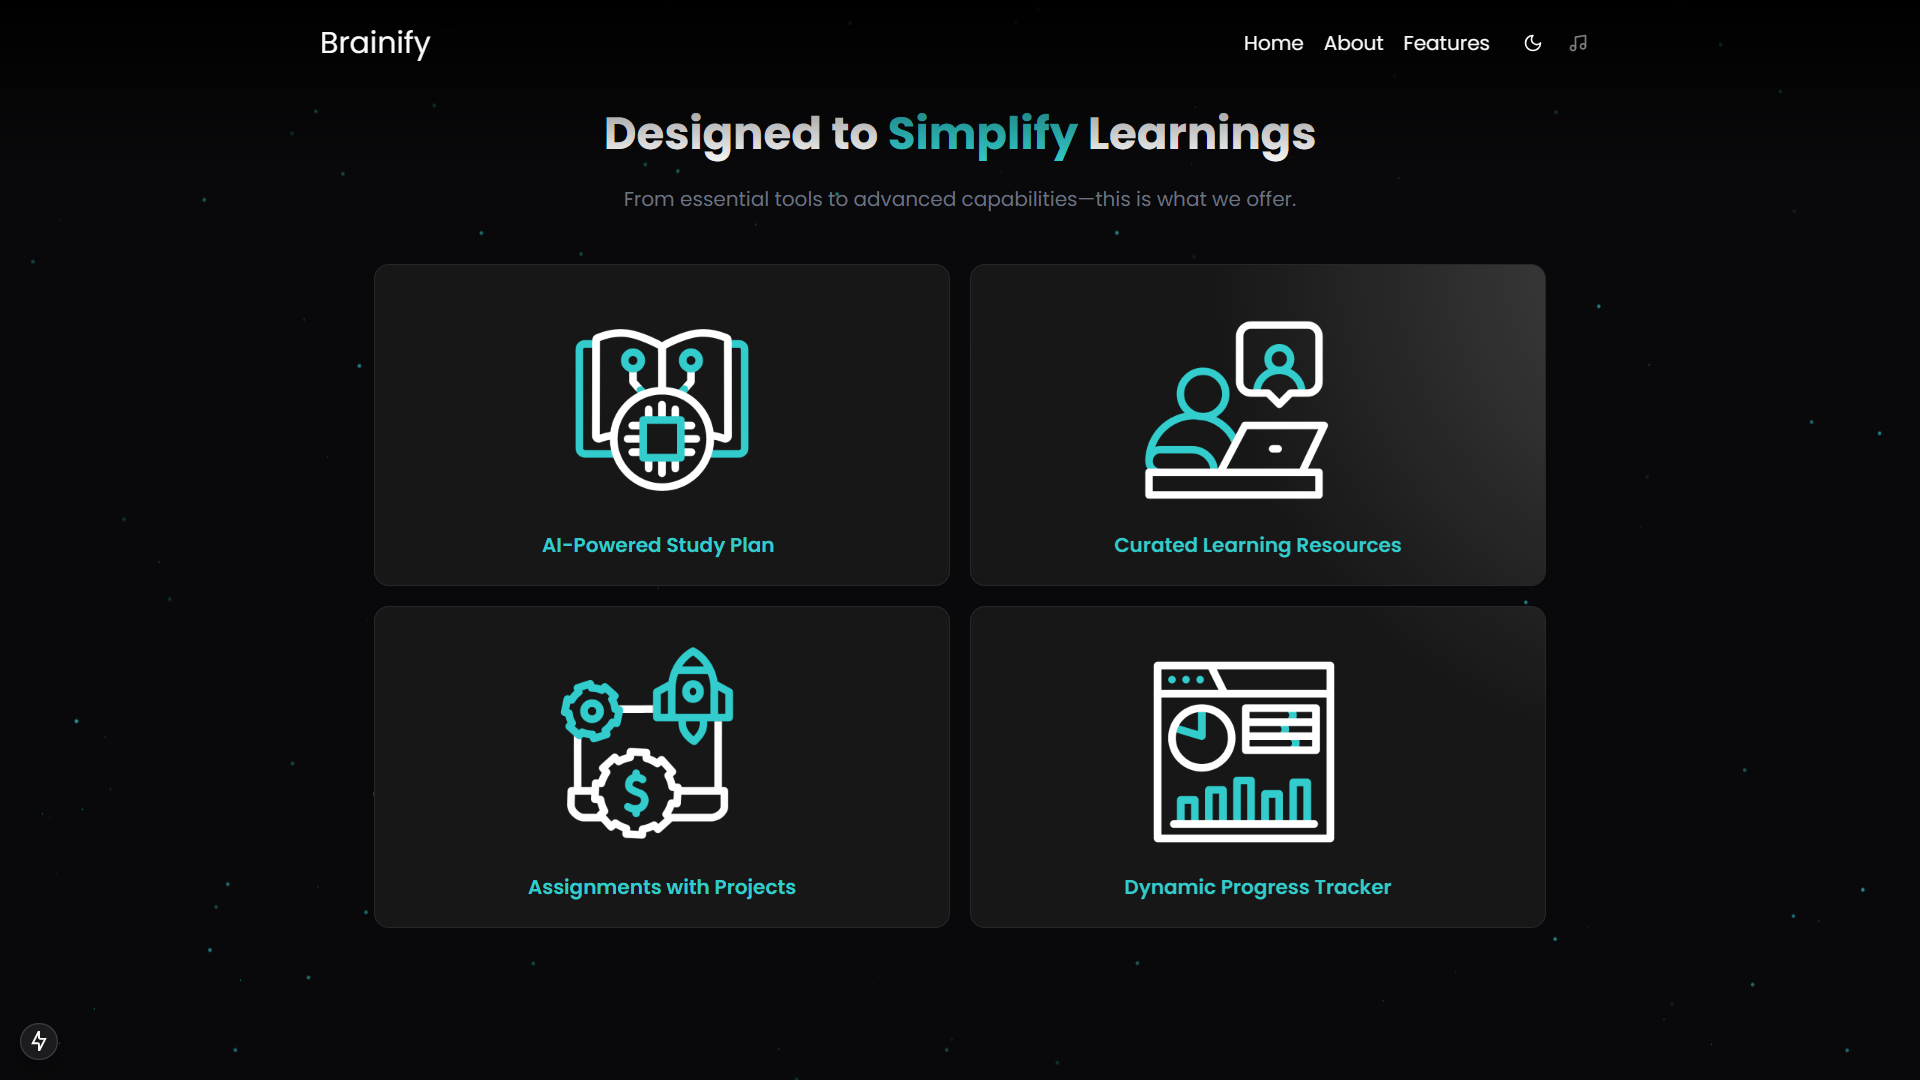 Brainify
Home About Features
Designed to Simplify Learnings
From essential tools to advanced capabilities—this is what we offer.
AI-Powered Study Plan
Curated Learning Resources
$
Assignments with Projects
Dynamic Progress Tracker